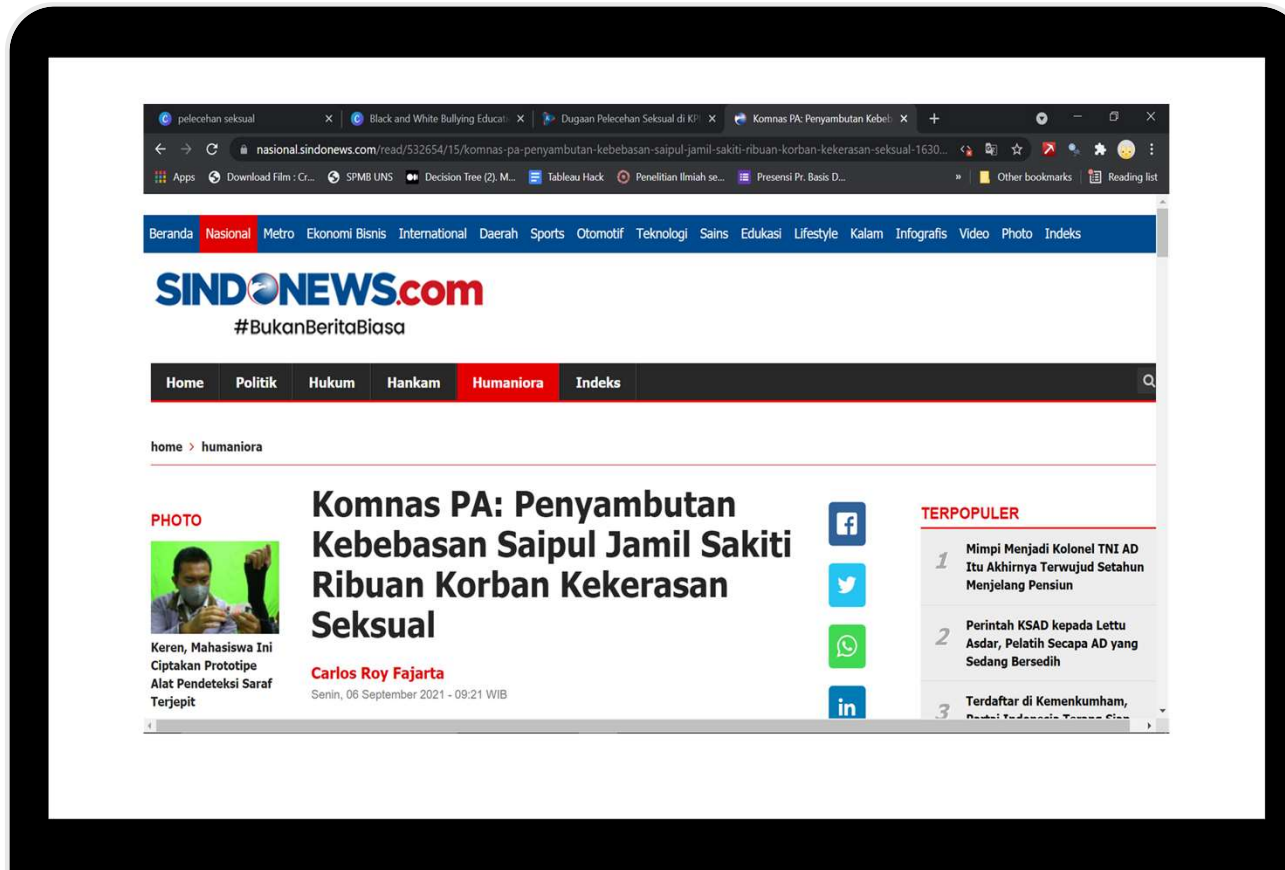 pelecehan seksual
Black and White Bullying Educati
Dugaan Pelecehan Seksual di KPI
Komnas PA: Penyambutan Kebeb
nasional.sindonews.com/read/532654/15/komnas-pa-penyambutan-kebebasan-saipul-jamil-sakiti-ribuan-korban-kekerasan-seksual-1630...
Apps Download Film : Cr... SPMB UNS Decision Tree (2). M... Tableau Hack Penelitian Ilmiah se... Presensi Pr. Basis D... » Other bookmarks Reading list
Beranda Nasional Metro Ekonomi Bisnis International Daerah Sports Otomotif Teknologi Sains Edukasi Lifestyle Kalam Infografis Video Photo Indeks
SINDONEWS.com
#BukanBeritaBiasa
Home Politik Hukum Hankam Humaniora Indeks
home > humaniora
PHOTO
Keren, Mahasiswa Ini
Ciptakan Prototipe
Alat Pendeteksi Saraf
Terjepit
Komnas PA: Penyambutan
Kebebasan Saipul Jamil Sakiti
Ribuan Korban Kekerasan
Seksual
Carlos Roy Fajarta
Senin, 06 September 2021 - 09:21 WIB
TERPOPULER
1 Mimpi Menjadi Kolonel TNI AD
Itu Akhirnya Terwujud Setahun
Menjelang Pensiun
2 Perintah KSAD kepada Lettu
Asdar, Pelatih Secapa AD yang
Sedang Bersedih
3 Terdaftar di Kemenkumham,
Partai Indonesia Terang Siap